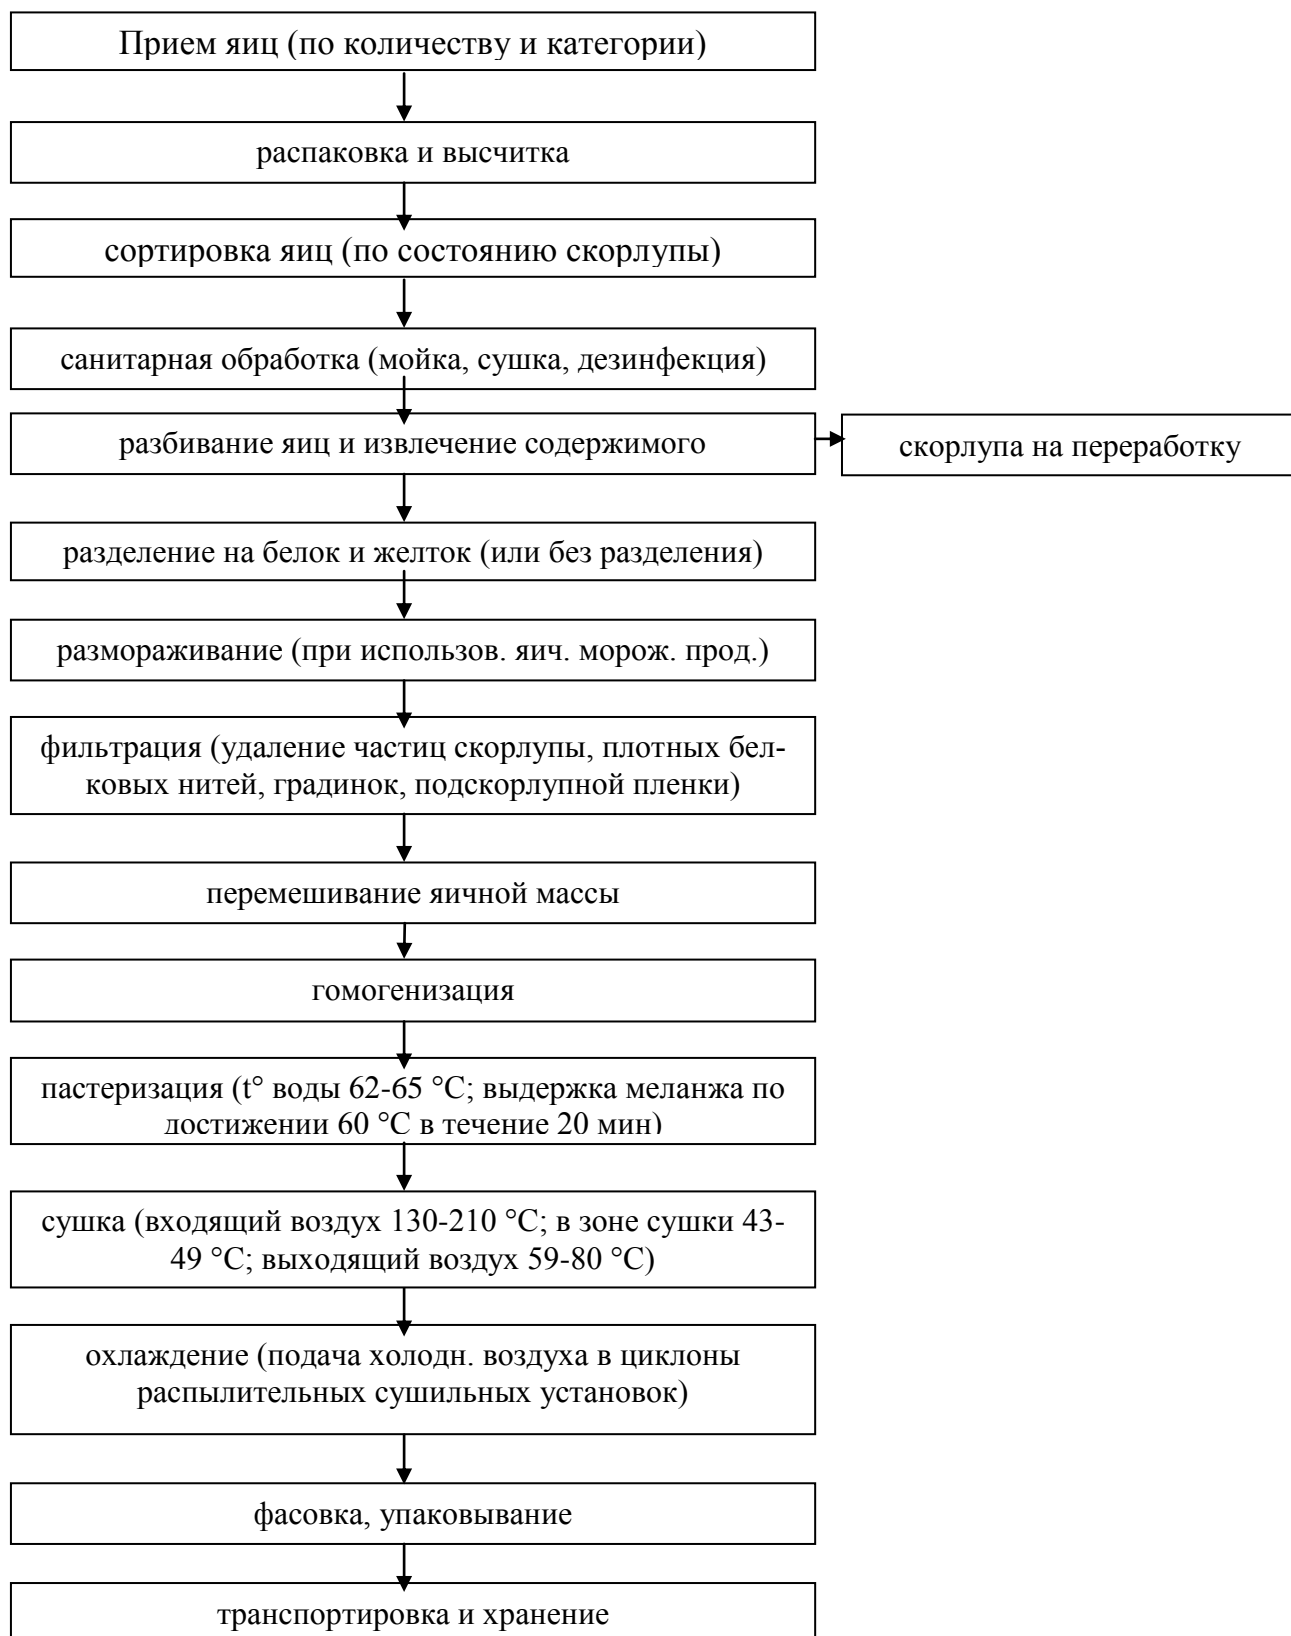 Прием яиц (по количеству и категории)
распаковка и высчитка
сортировка яиц (по состоянию скорлупы)
санитарная обработка (мойка, сушка, дезинфекция)
разбивание яиц и извлечение содержимого
скорлупа на переработку
разделение на белок и желток (или без разделения)
размораживание (при использов. яич. морож. прод.)
фильтрация (удаление частиц скорлупы, плотных бел-
ковых нитей, градинок, подскорлупной пленки)
перемешивание яичной массы
гомогенизация
пастеризация (t° воды 62-65 °С; выдержка меланжа по
достижении 60 °С в течение 20 мин)
сушка (входящий воздух 130-210 °С; в зоне сушки 43-
49 °С; выходящий воздух 59-80 °С)
охлаждение (подача холодн. воздуха в циклоны
распылительных сушильных установок)
фасовка, упаковывание
транспортировка и хранение